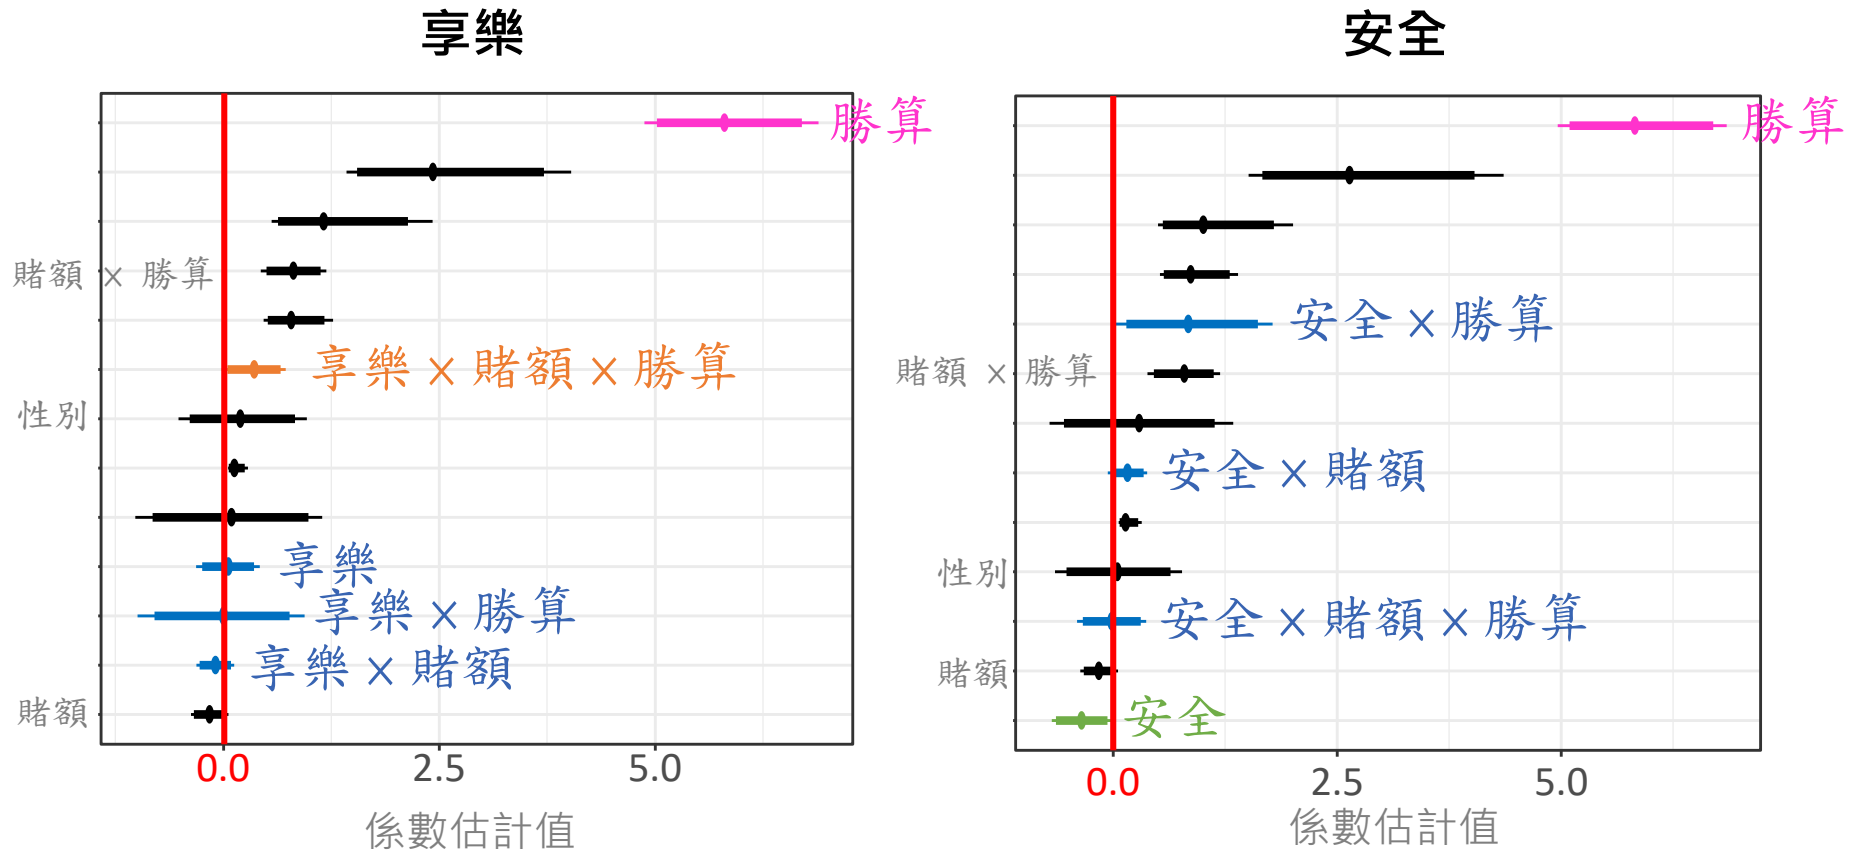 享樂
勝算
賭額 × 勝算
享樂 × 賭額 × 勝算
性別
享樂
享樂 × 勝算
享樂 × 賭額
賭額
0.0 2.5 5.0
係數估計值
安全
勝算
安全 × 勝算
賭額 × 勝算
安全 × 賭額
性別
安全 × 賭額 × 勝算
賭額
安全
0.0 2.5 5.0
係數估計值